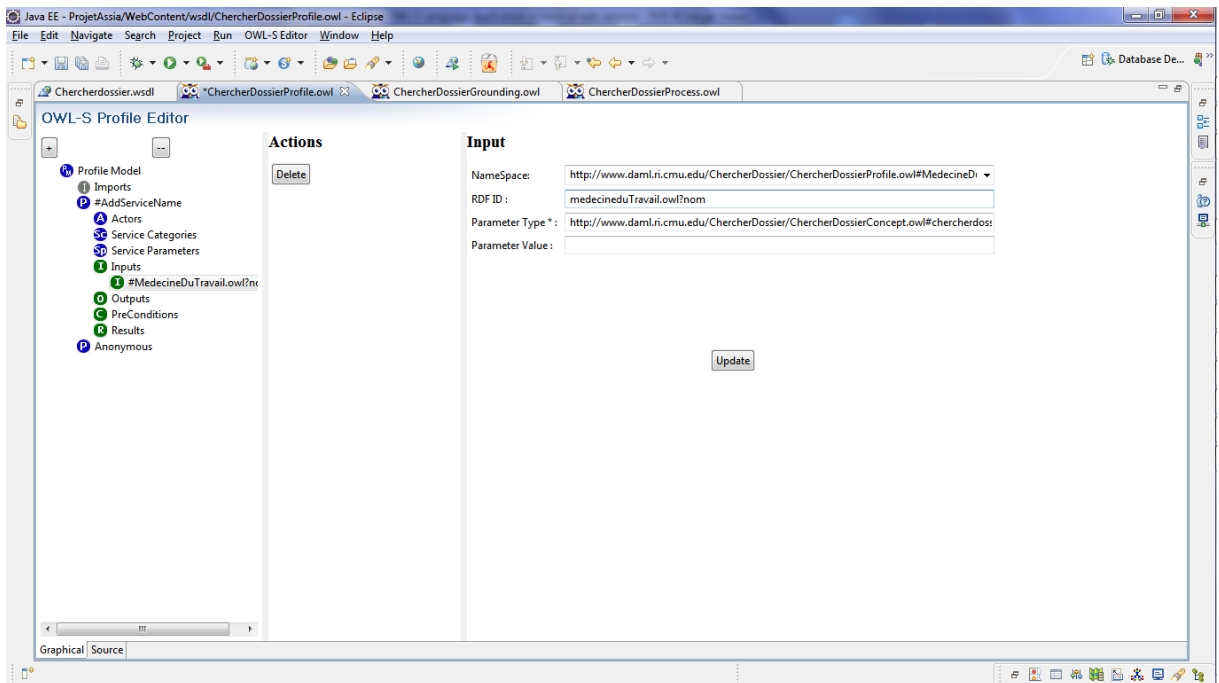 Java EE - ProjetAssia/WebContent/wsdl/ChercherDossierProfile.owl - Eclipse
File Edit Navigate Search Project Run OWL-S Editor Window Help
Database De...
Chercherdossier.wsdl *ChercherDossierProfile.owl ChercherDossierGrounding.owl ChercherDossierProcess.owl
OWL-S Profile Editor
+ --
Actions
Input
Profile Model
Imports
#AddServiceName
Actors
Service Categories
Service Parameters
Inputs
#MedecineDuTravail.owl?no
Outputs
PreConditions
Results
Anonymous
Delete
NameSpace: http://www.daml.ri.cmu.edu/ChercherDossier/ChercherDossierProfile.owl#MedecineDu
RDF ID : medecineduTravail.owl?nom
Parameter Type * : http://www.daml.ri.cmu.edu/ChercherDossier/ChercherDossierConcept.owl#chercherdoss
Parameter Value :
Update
Graphical Source